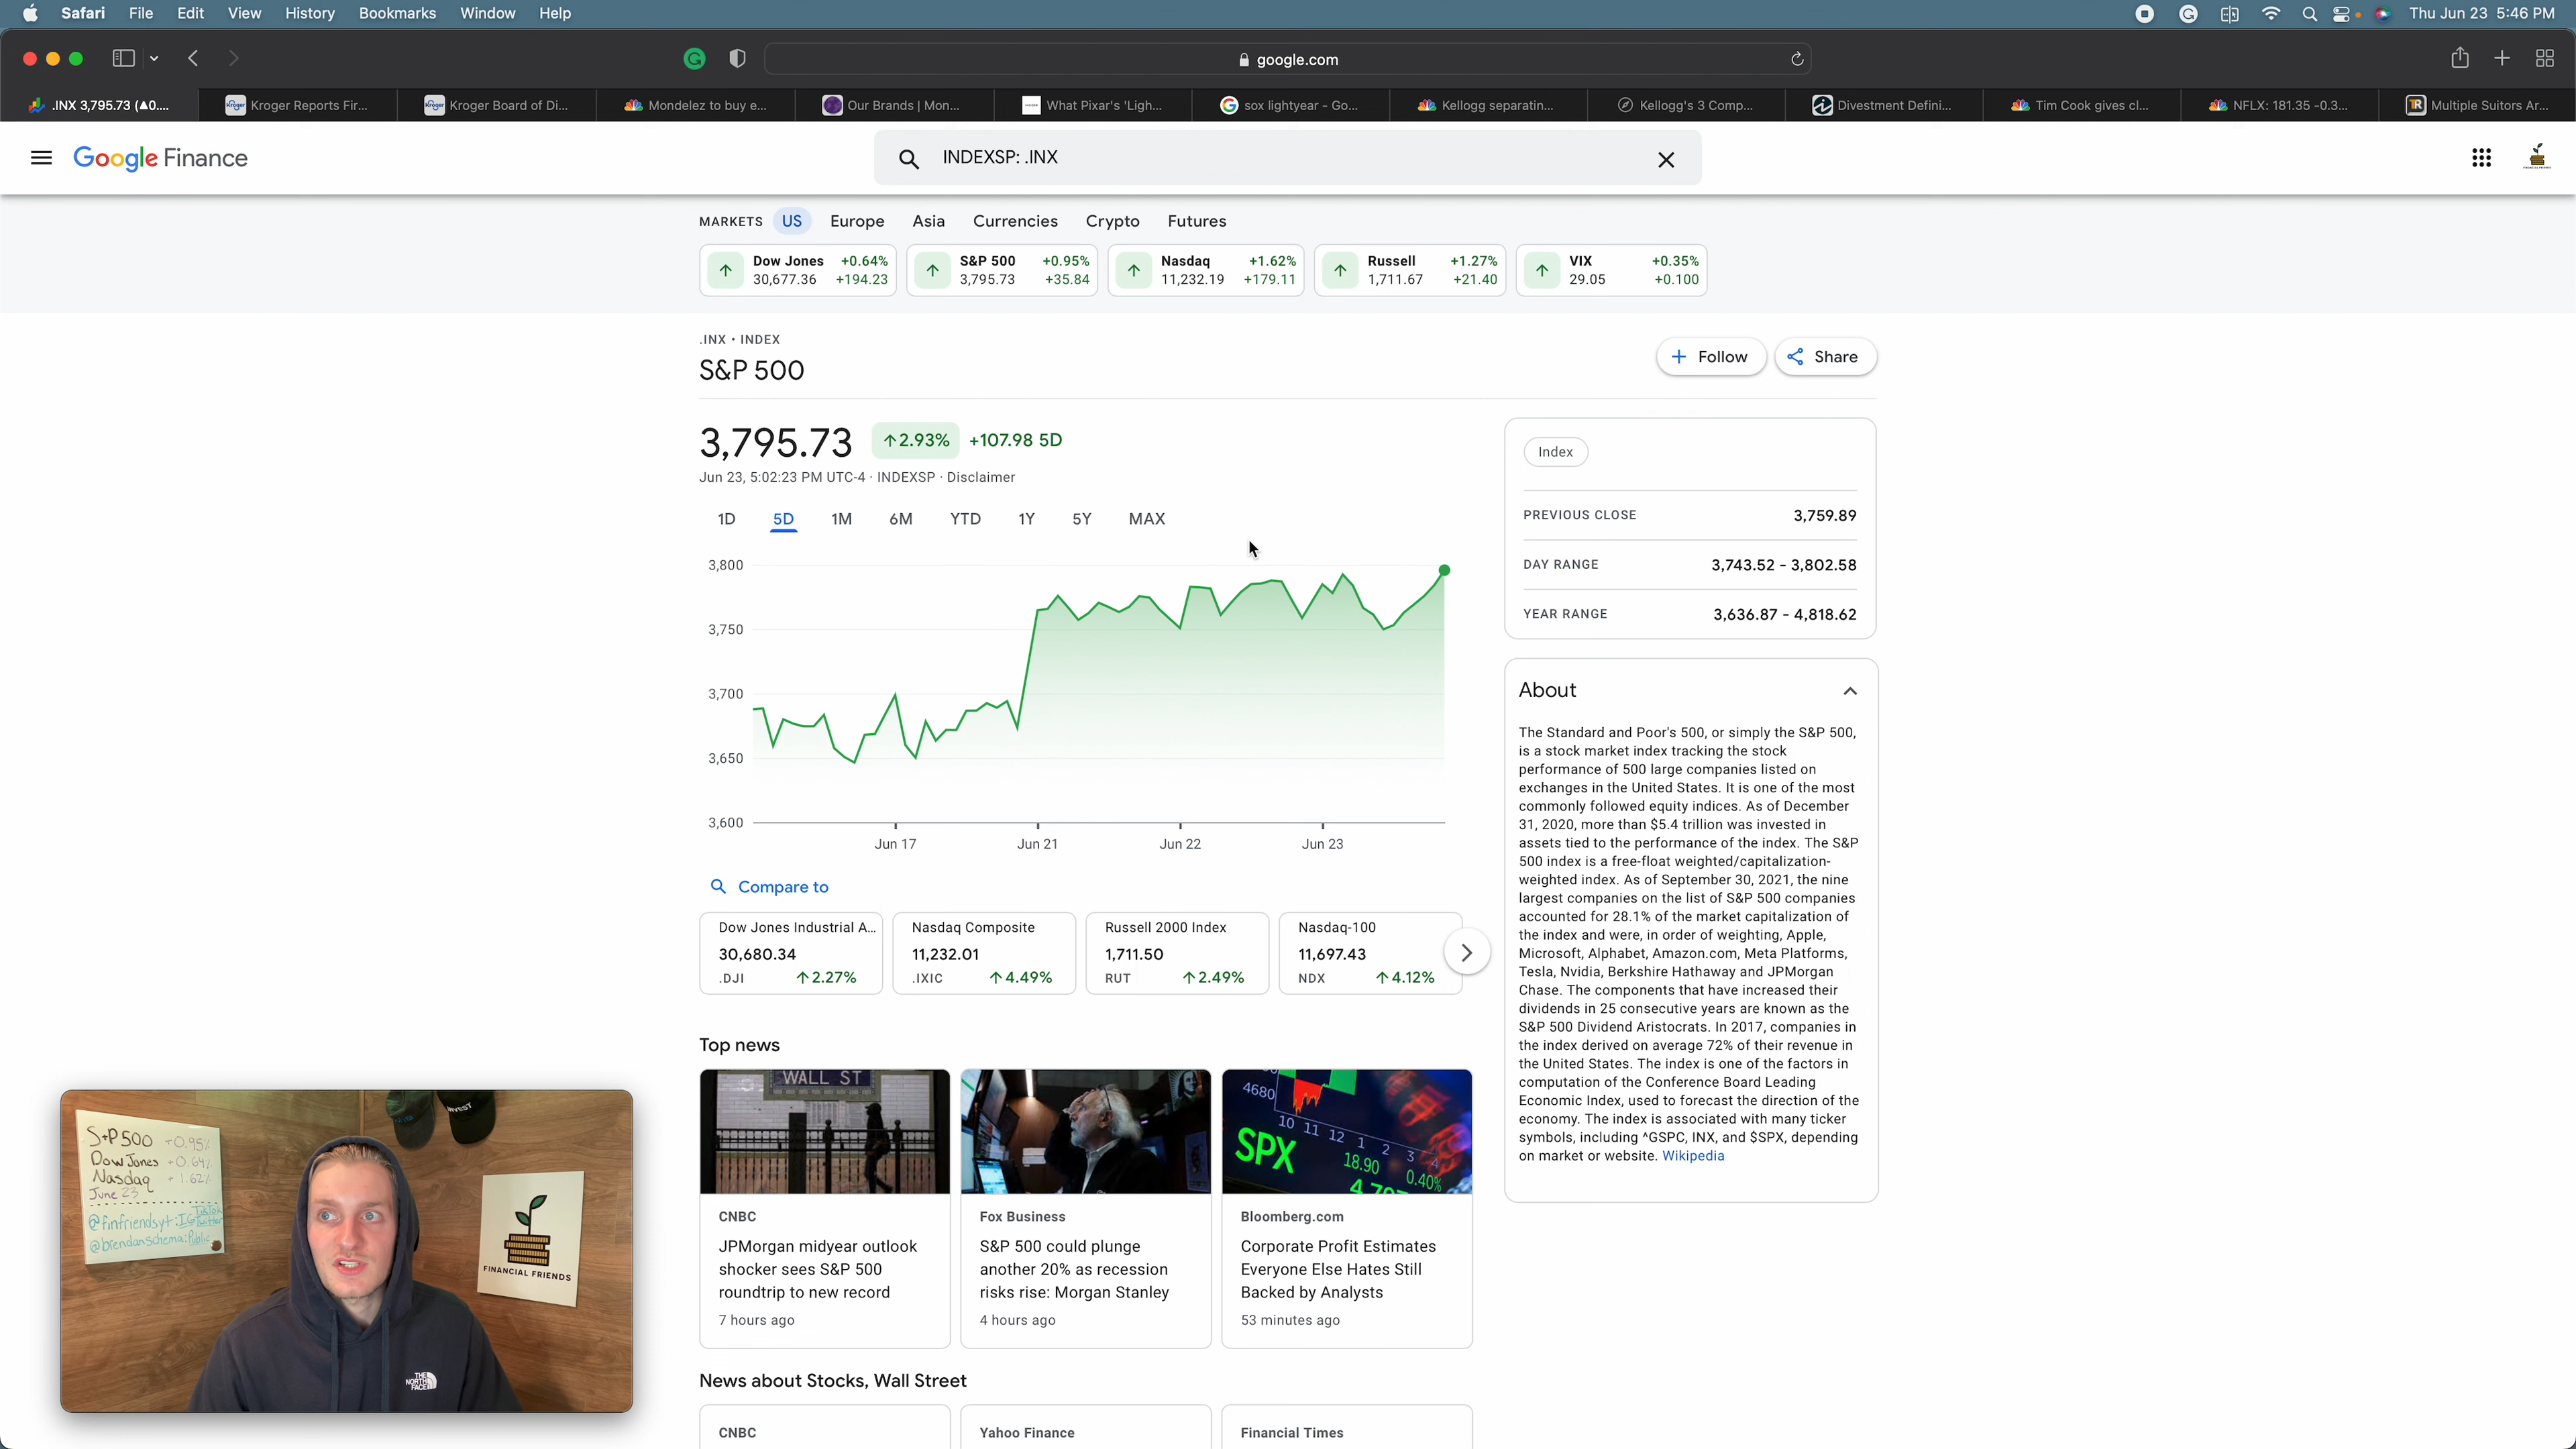 Safari File Edit View History Bookmarks Window Help
Thu Jun 23 5:46 PM
google.com
.INX 3,795.73 (▲0....
Kroger Reports Fir...
Kroger Board of Di...
Mondelez to buy e...
Our Brands | Mon...
What Pixar's 'Ligh...
sox lightyear - Go...
Kellogg separatin...
Kellogg's 3 Comp...
Divestment Defini...
Tim Cook gives cl...
NFLX: 181.35 -0.3...
Multiple Suitors Ar...
Google Finance
INDEXSP: .INX
MARKETS US Europe Asia Currencies Crypto Futures
Dow Jones +0.64%
30,677.36 +194.23
S&P 500 +0.95%
3,795.73 +35.84
Nasdaq +1.62%
11,232.19 +179.11
Russell +1.27%
1,711.67 +21.40
VIX +0.35%
29.05 +0.100
.INX • INDEX
S&P 500
+ Follow
Share
3,795.73 ↑2.93% +107.98 5D
Jun 23, 5:02:23 PM UTC-4 · INDEXSP · Disclaimer
1D 5D 1M 6M YTD 1Y 5Y MAX
3,800
3,750
3,700
3,650
3,600
Jun 17 Jun 21 Jun 22 Jun 23
Index
PREVIOUS CLOSE 3,759.89
DAY RANGE 3,743.52 - 3,802.58
YEAR RANGE 3,636.87 - 4,818.62
About
The Standard and Poor's 500, or simply the S&P 500,
is a stock market index tracking the stock
performance of 500 large companies listed on
exchanges in the United States. It is one of the most
commonly followed equity indices. As of December
31, 2020, more than $5.4 trillion was invested in
assets tied to the performance of the index. The S&P
500 index is a free-float weighted/capitalization-
weighted index. As of September 30, 2021, the nine
largest companies on the list of S&P 500 companies
accounted for 28.1% of the market capitalization of
the index and were, in order of weighting, Apple,
Microsoft, Alphabet, Amazon.com, Meta Platforms,
Tesla, Nvidia, Berkshire Hathaway and JPMorgan
Chase. The components that have increased their
dividends in 25 consecutive years are known as the
S&P 500 Dividend Aristocrats. In 2017, companies in
the index derived on average 72% of their revenue in
the United States. The index is one of the factors in
computation of the Conference Board Leading
Economic Index, used to forecast the direction of the
economy. The index is associated with many ticker
symbols, including ^GSPC, INX, and $SPX, depending
on market or website. Wikipedia
Compare to
Dow Jones Industrial A...
30,680.34
.DJI ↑2.27%
Nasdaq Composite
11,232.01
.IXIC ↑4.49%
Russell 2000 Index
1,711.50
RUT ↑2.49%
Nasdaq-100
11,697.43
NDX ↑4.12%
Top news
WALL ST
CNBC
JPMorgan midyear outlook
shocker sees S&P 500
roundtrip to new record
7 hours ago
Fox Business
S&P 500 could plunge
another 20% as recession
risks rise: Morgan Stanley
4 hours ago
4680
10 11 12 1 2 3 4
SPX
18.90 0.40%
Bloomberg.com
Corporate Profit Estimates
Everyone Else Hates Still
Backed by Analysts
53 minutes ago
News about Stocks, Wall Street
CNBC
Yahoo Finance
Financial Times
S+P 500 +0.95%
Dow Jones +0.64%
Nasdaq +1.62%
June 23
@finfriendsyt: IG TikTok
Twitter
@brendanschema: Public
INVEST
FINANCIAL FRIENDS
THE
NORTH
FACE